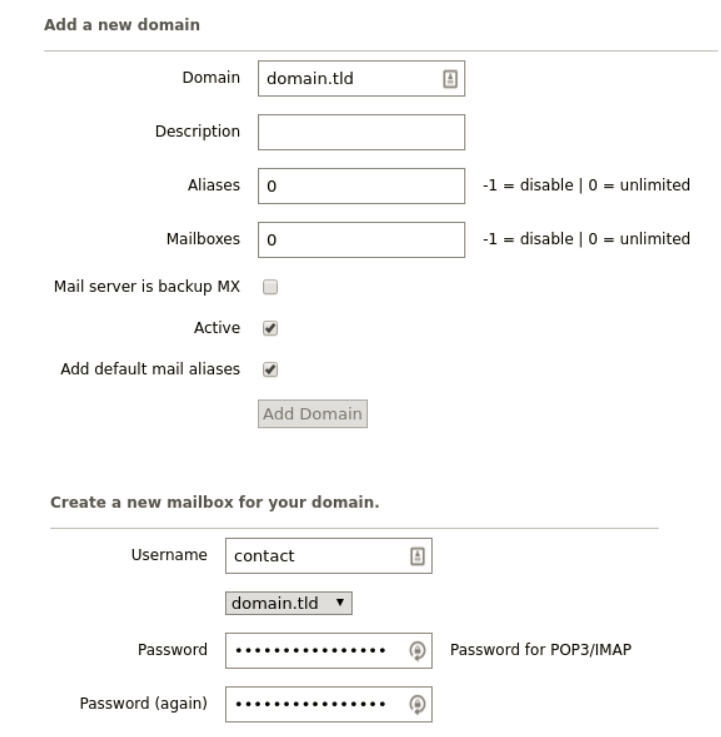 Add a new domain
Domain domain.tld
Description
Aliases 0 -1 = disable | 0 = unlimited
Mailboxes 0 -1 = disable | 0 = unlimited
Mail server is backup MX
Active
Add default mail aliases
Add Domain
Create a new mailbox for your domain.
Username contact
domain.tld ▼
Password •••••••••••••••• Password for POP3/IMAP
Password (again) ••••••••••••••••